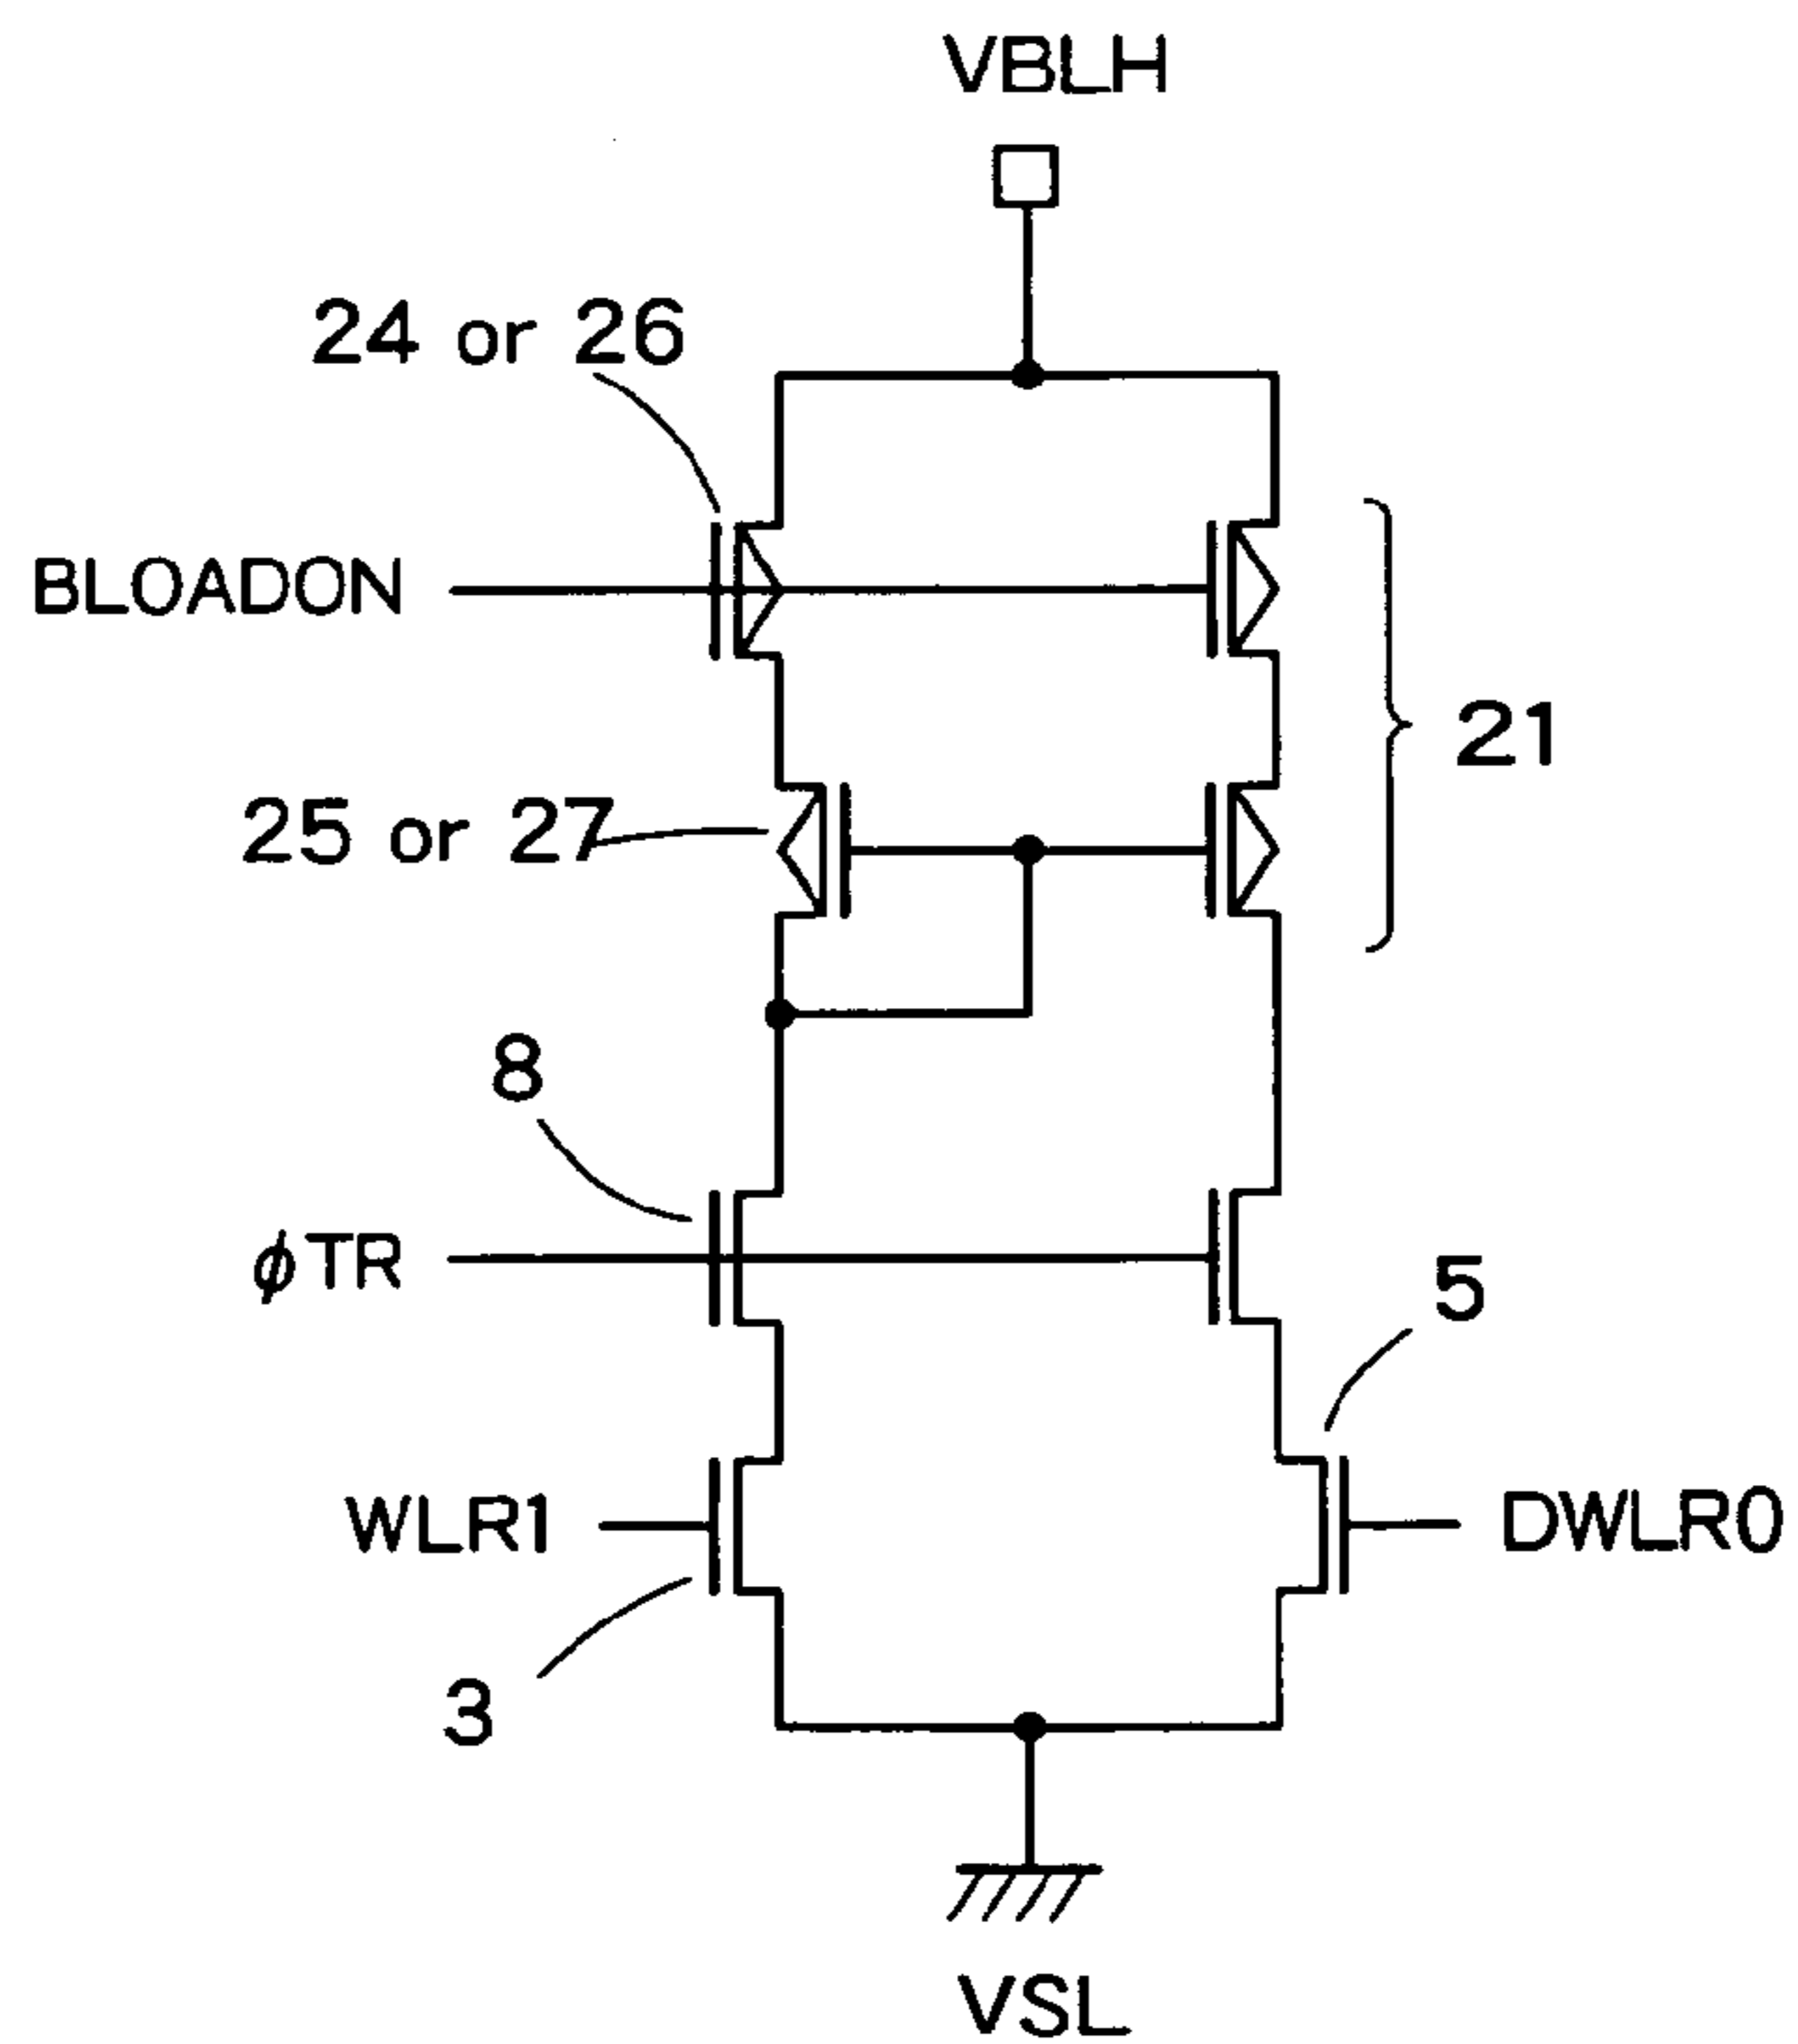 VBLH
24 or 26
BLOADON
21
25 or 27
8
φTR
5
WLR1
DWLR0
3
VSL